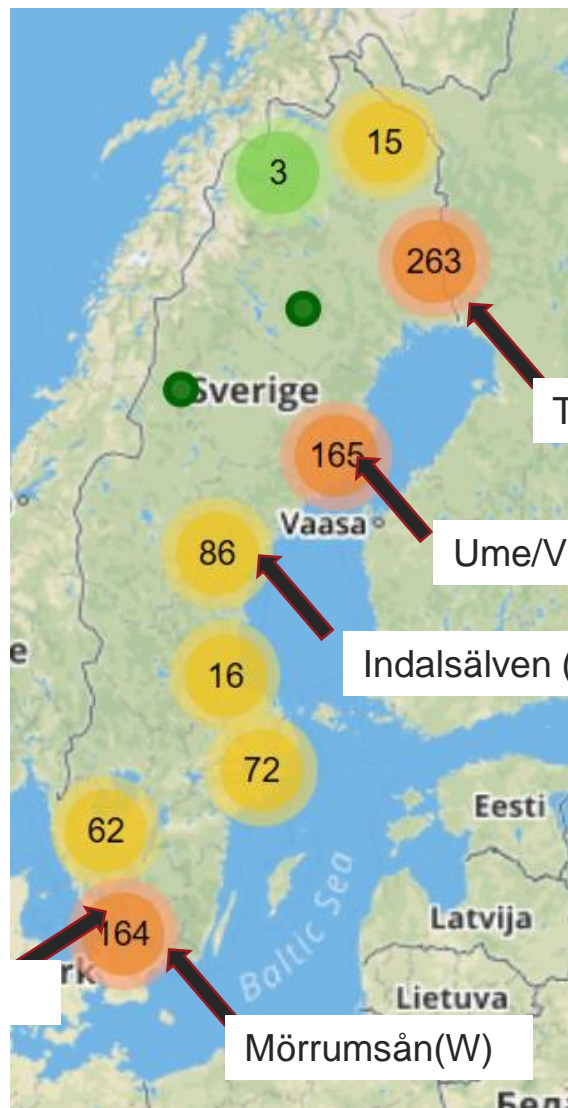 15
3
263
Sverige
T
165
Vaasa
Ume/V
86
Indalsälven (
e
16
72
62
Eesti
164
Latvija
rk
Baltic Sea
Lietuva
Mörrumsån(W)
Бела